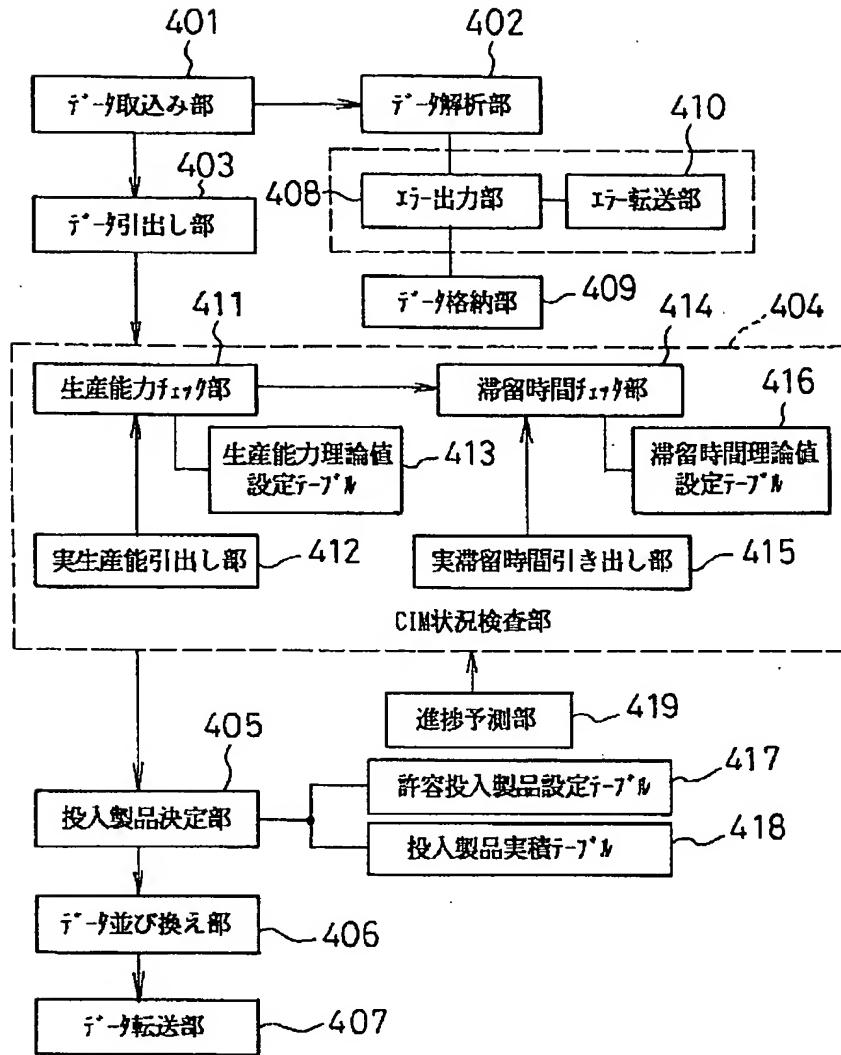 401
402
データ取込み部
データ解析部
410
403
408
エラー出力部
エラー転送部
データ引出し部
データ格納部
409
411
414
404
生産能力チェック部
滞留時間チェック部
416
生産能力理論値
設定テーブル
413
滞留時間理論値
設定テーブル
実生産能引出し部
412
実滞留時間引き出し部
415
CIM状況検査部
進捗予測部
419
405
許容投入製品設定テーブル
417
投入製品決定部
投入製品実積テーブル
418
データ並び換え部
406
データ転送部
407